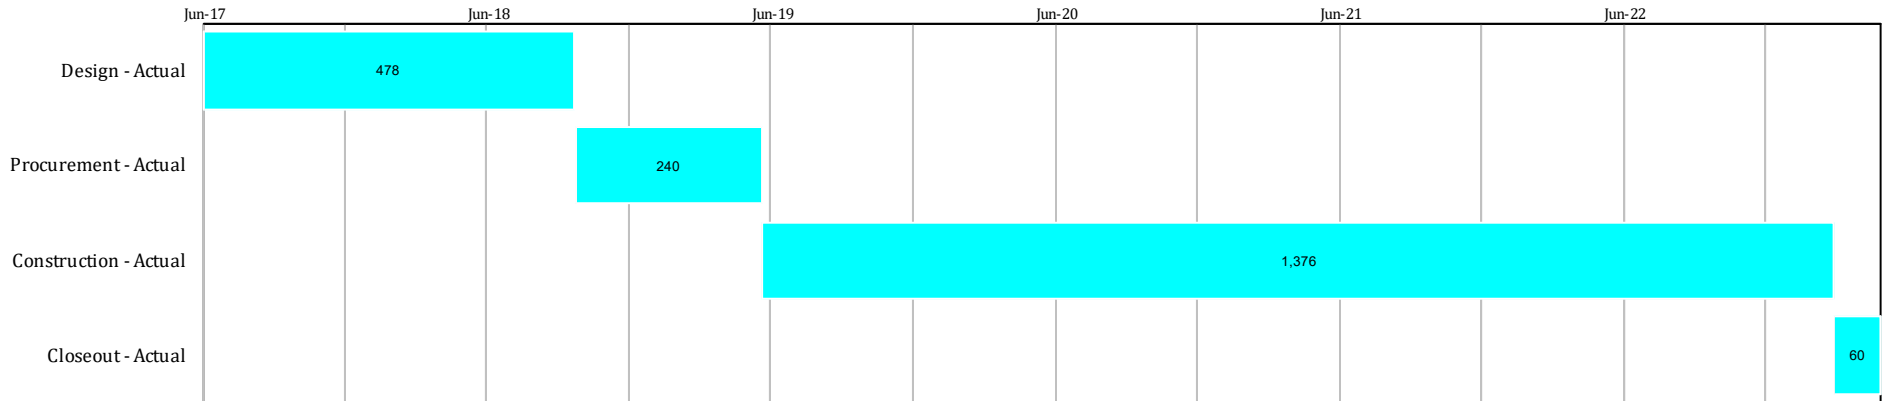 Jun-17 Jun-18 Jun-19 Jun-20 Jun-21 Jun-22
Design - Actual 478
Procurement - Actual 240
Construction - Actual 1,376
Closeout - Actual 60